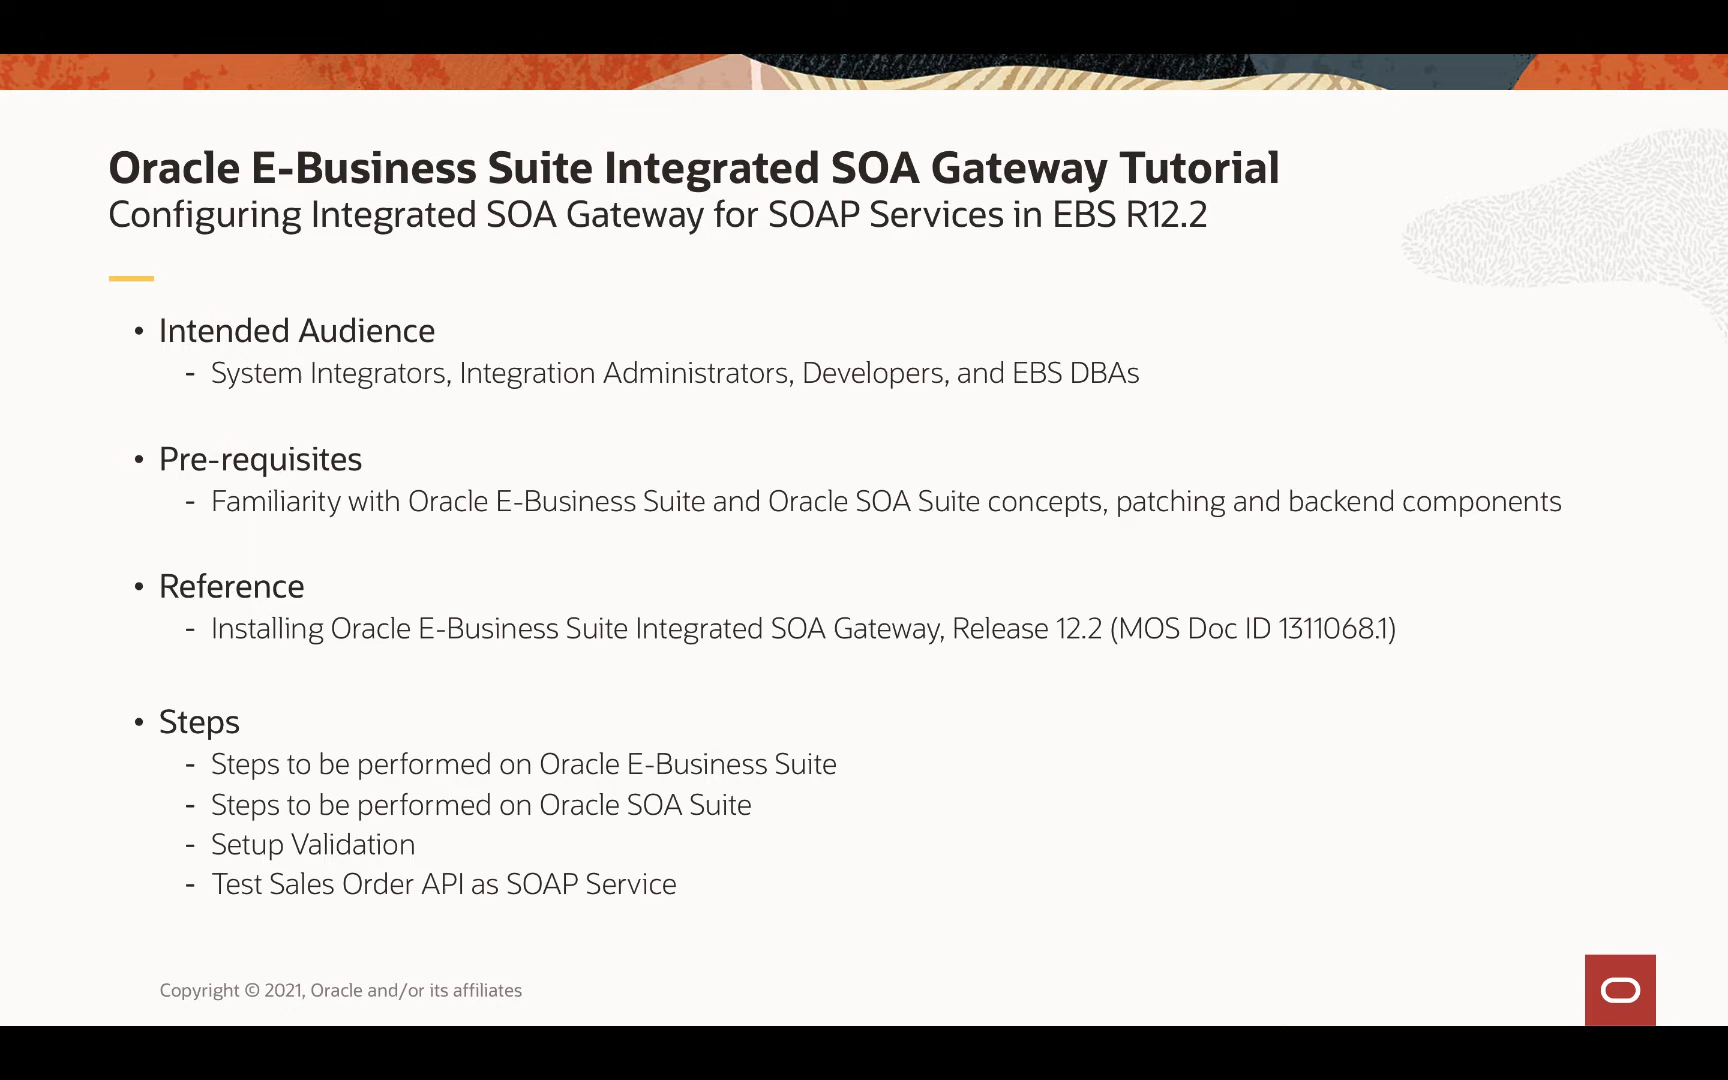 Oracle E-Business Suite Integrated SOA Gateway Tutorial
Configuring Integrated SOA Gateway for SOAP Services in EBS R12.2
• Intended Audience
- System Integrators, Integration Administrators, Developers, and EBS DBAs
• Pre-requisites
- Familiarity with Oracle E-Business Suite and Oracle SOA Suite concepts, patching and backend components
• Reference
- Installing Oracle E-Business Suite Integrated SOA Gateway, Release 12.2 (MOS Doc ID 1311068.1)
• Steps
- Steps to be performed on Oracle E-Business Suite
- Steps to be performed on Oracle SOA Suite
- Setup Validation
- Test Sales Order API as SOAP Service
Copyright © 2021, Oracle and/or its affiliates